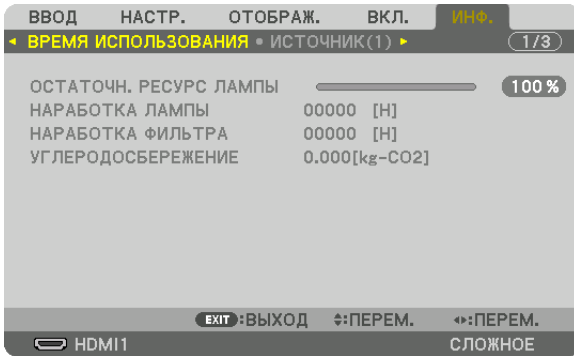 ВВОД НАСТР. ОТОБРАЖ. ВКЛ. ИНФ.
ВРЕМЯ ИСПОЛЬЗОВАНИЯ • ИСТОЧНИК(1) 1/3
ОСТАТОЧН. РЕСУРС ЛАМПЫ 100 %
НАРАБОТКА ЛАМПЫ 00000 [H]
НАРАБОТКА ФИЛЬТРА 00000 [H]
УГЛЕРОДОСБЕРЕЖЕНИЕ 0.000[kg-CO2]
EXIT :ВЫХОД :ПЕРЕМ. :ПЕРЕМ.
HDMI1 СЛОЖНОЕ